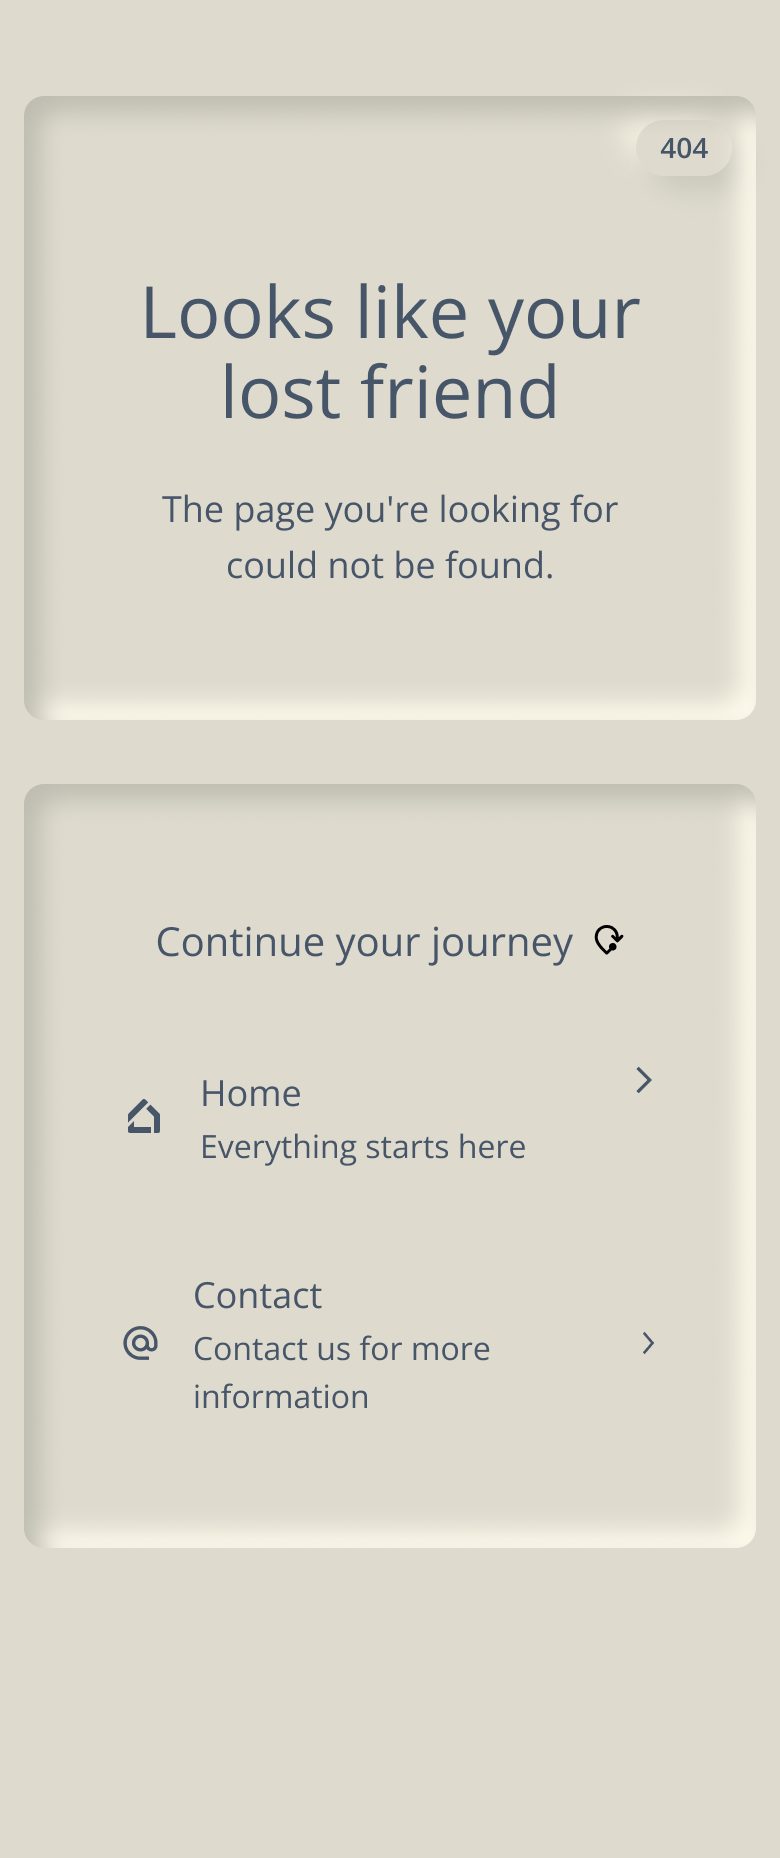 404
Looks like your
lost friend
The page you're looking for
could not be found.
Continue your journey
Home
Everything starts here
Contact
Contact us for more
information